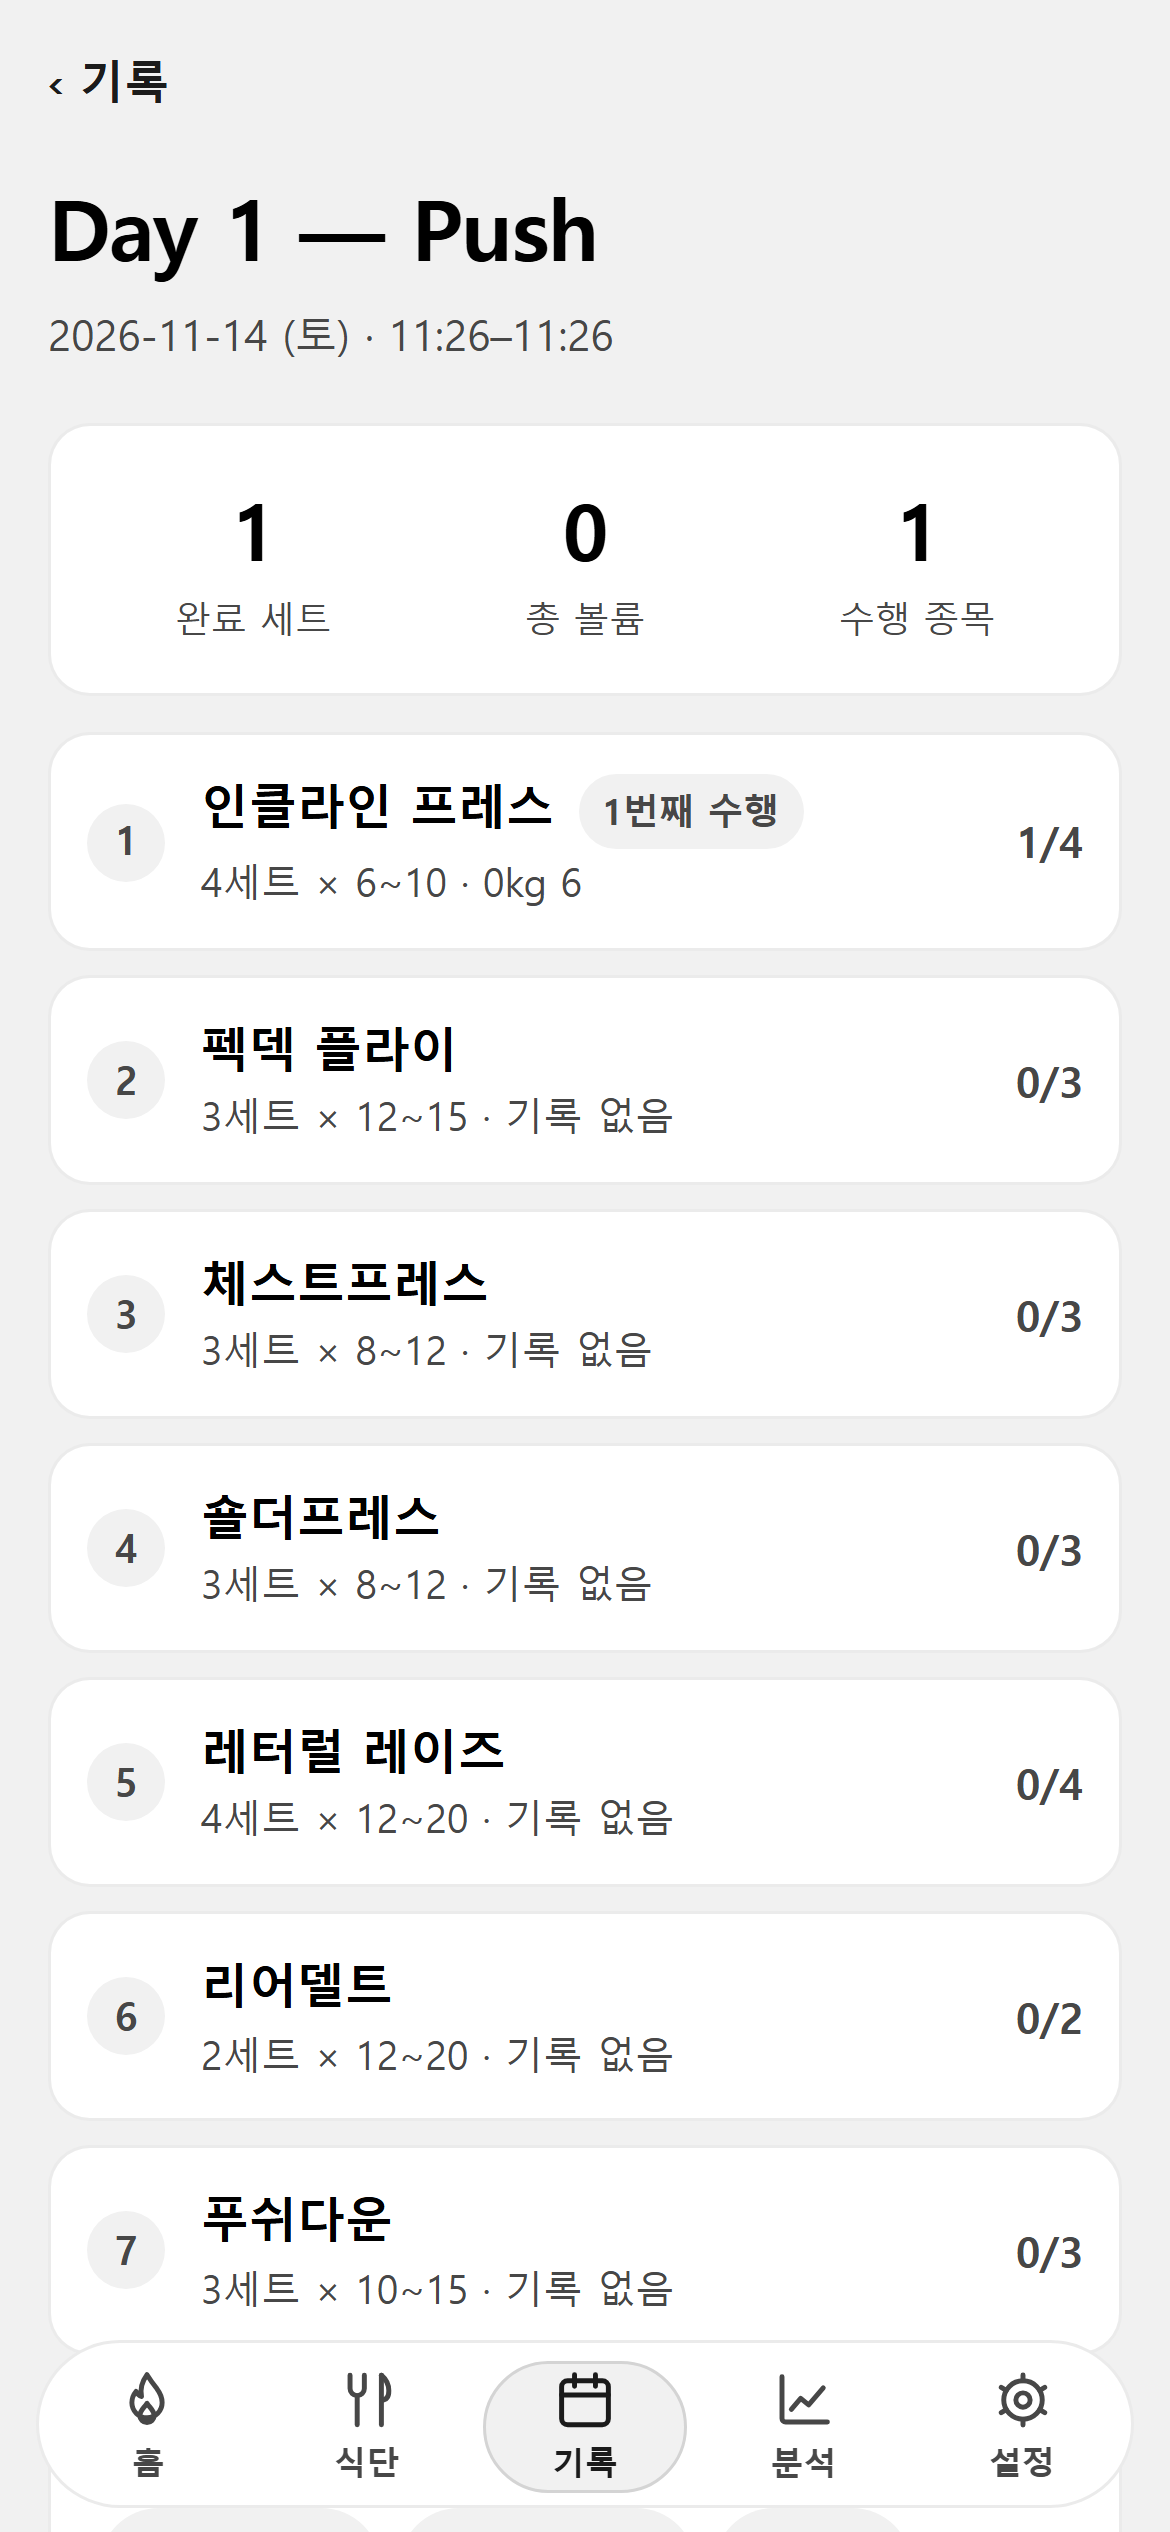 ‹ 기록
Day 1 — Push
2026-11-14 (토) · 11:26–11:26
1 0 1
완료 세트 총 볼륨 수행 종목
1 인클라인 프레스 1번째 수행 1/4
4세트 × 6~10 · 0kg 6
2 펙덱 플라이 0/3
3세트 × 12~15 · 기록 없음
3 체스트프레스 0/3
3세트 × 8~12 · 기록 없음
4 숄더프레스 0/3
3세트 × 8~12 · 기록 없음
5 레터럴 레이즈 0/4
4세트 × 12~20 · 기록 없음
6 리어델트 0/2
2세트 × 12~20 · 기록 없음
7 푸쉬다운 0/3
3세트 × 10~15 · 기록 없음
홈 식단 기록 분석 설정